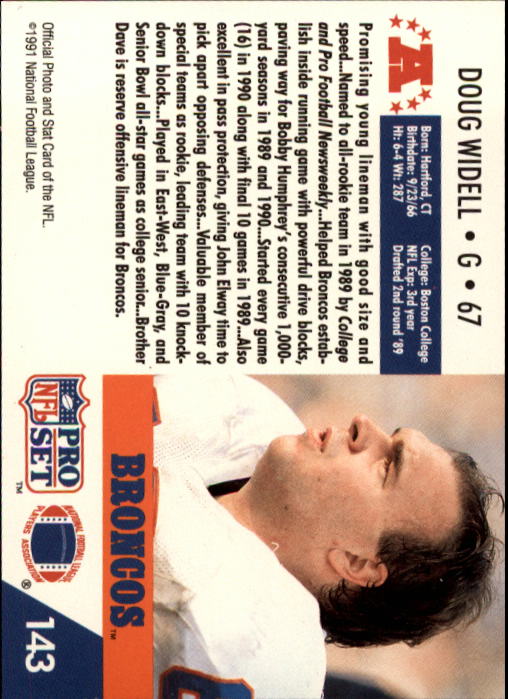 DOUG WIDELL • G • 67
A
Born: Hartford, CT
Birthdate: 9/23/66
Ht: 6-4 Wt: 287
College: Boston College
NFL Exp: 3rd year
Drafted 2nd round '89
Promising young lineman with good size and
speed...Named to all-rookie team in 1989 by College
and Pro Football Newsweekly...Helped Broncos estab-
lish inside running game with powerful drive blocks,
paving way for Bobby Humphrey's consecutive 1,000-
yard seasons in 1989 and 1990...Started every game
(16) in 1990 along with final 10 games in 1989...Also
excellent in pass protection, giving John Elway time to
pick apart opposing defenses...Valuable member of
special teams as rookie, leading team with 10 knock-
down blocks...Played in East-West, Blue-Gray, and
Senior Bowl all-star games as college senior...Brother
Dave is reserve offensive lineman for Broncos.
Official Photo and Stat Card of the NFL.
©1991 National Football League.
BRONCOS™
PRO
NFL SET™
NATIONAL FOOTBALL LEAGUE
PLAYERS ASSOCIATION ®
143